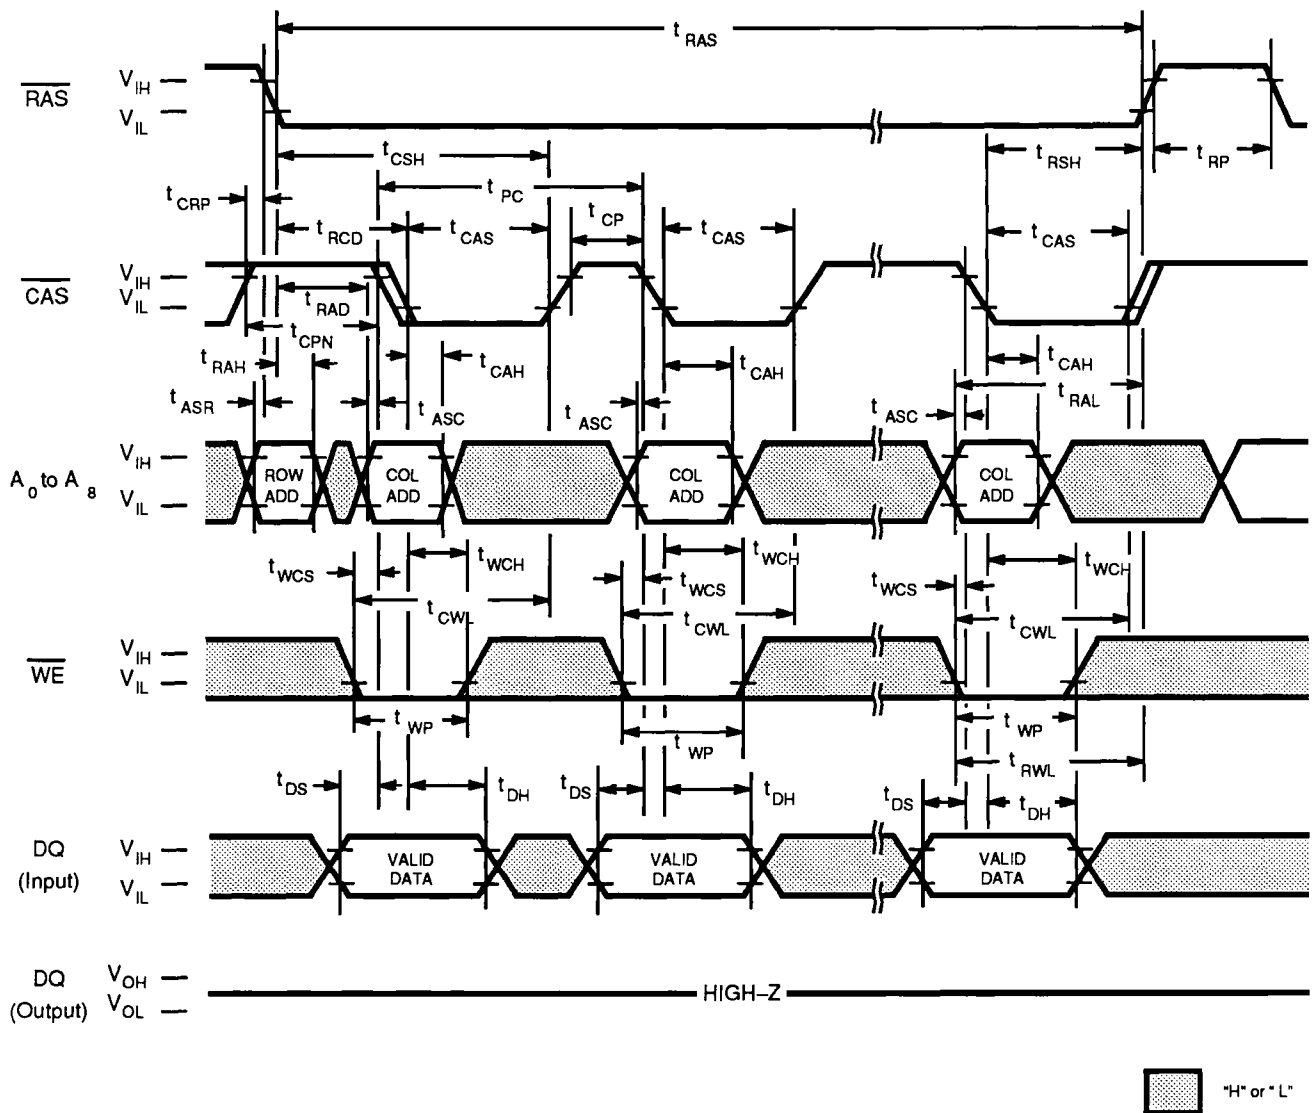 t RAS
RAS V IH
V IL
t CSH t RSH t RP
t CRP t PC
t RCD t CAS t CP t CAS t CAS
CAS V IH
V IL
t RAD
t CPN
t RAH t CAH t CAH t CAH
t ASR t ASC t ASC t ASC t RAL
A 0 to A 8 V IH
V IL
ROW ADD
COL ADD
COL ADD
COL ADD
t WCS t WCH t WCS t WCH t WCS t WCH
t CWL t CWL t CWL
WE V IH
V IL
t WP t WP t WP
t RWL
t DS t DH t DS t DH t DS t DH
DQ (Input) V IH
V IL
VALID DATA
VALID DATA
VALID DATA
DQ (Output) V OH
V OL
HIGH–Z
"H" or "L"